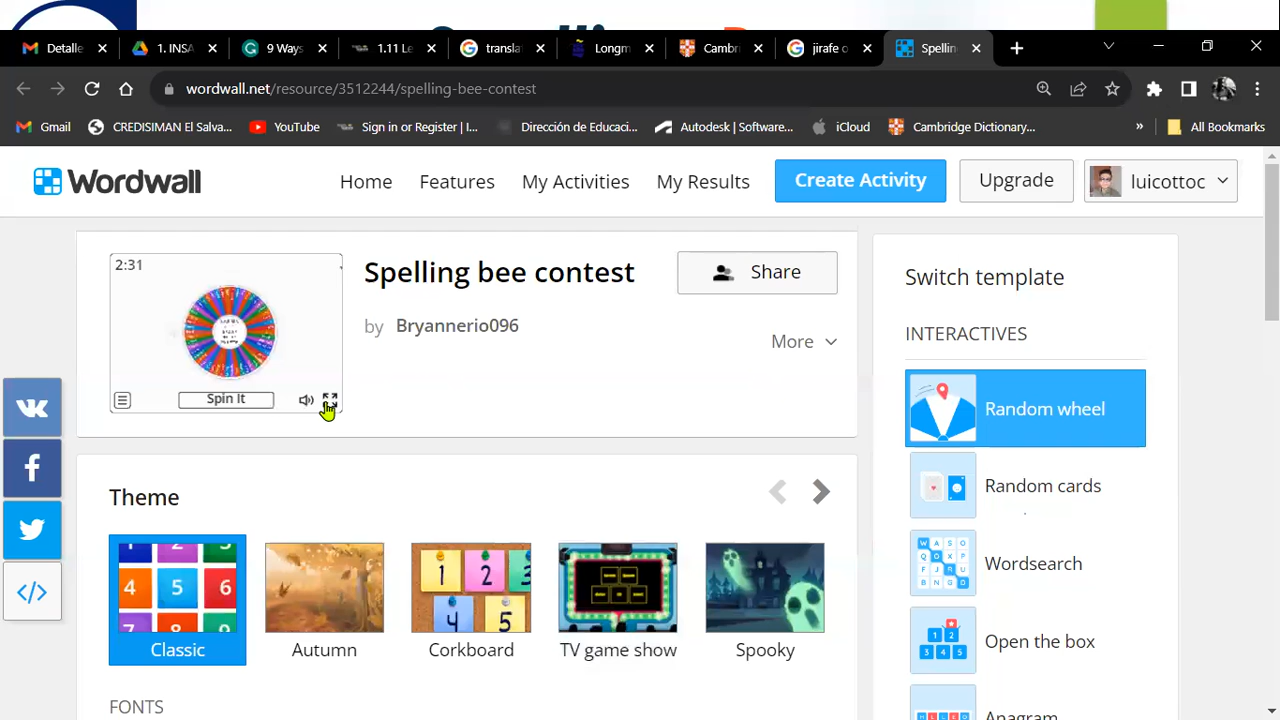 Detalle
1. INSA
9 Ways
1.11 Le
transla
Longm
Cambri
jirafe o
Spellin
wordwall.net/resource/3512244/spelling-bee-contest
Gmail
CREDISIMAN El Salva...
YouTube
Sign in or Register | I...
Dirección de Educaci...
Autodesk | Software...
iCloud
Cambridge Dictionary...
»
All Bookmarks
Wordwall
Home
Features
My Activities
My Results
Create Activity
Upgrade
luicottoc
2:31
Spin It
Spelling bee contest
by Bryannerio096
Share
More
Switch template
INTERACTIVES
Random wheel
Random cards
Wordsearch
Open the box
Anagram
Theme
Classic
Autumn
Corkboard
TV game show
Spooky
FONTS